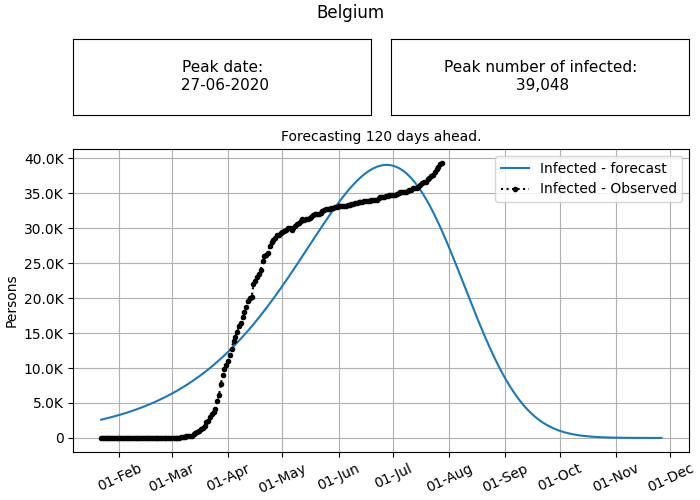 Belgium
Peak date:
27-06-2020
Peak number of infected:
39,048
Forecasting 120 days ahead.
40.0K
35.0K
30.0K
25.0K
20.0K
15.0K
10.0K
5.0K
0
Persons
Infected - forecast
Infected - Observed
01-Feb
01-Mar
01-Apr
01-May
01-Jun
01-Jul
01-Aug
01-Sep
01-Oct
01-Nov
01-Dec